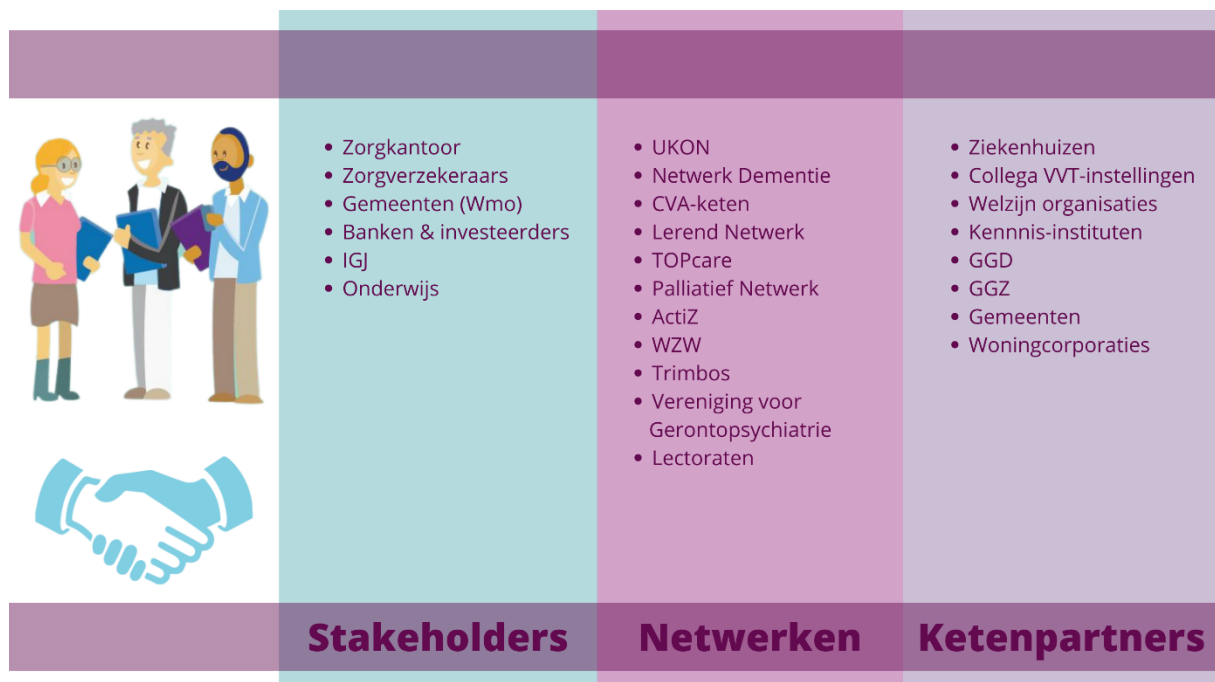 • Zorgkantoor
• Zorgverzekeraars
• Gemeenten (Wmo)
• Banken & investeerders
• IGJ
• Onderwijs
• UKON
• Netwerk Dementie
• CVA-keten
• Lerend Netwerk
• TOPcare
• Palliatief Netwerk
• ActiZ
• WZW
• Trimbos
• Vereniging voor
Gerontopsychiatrie
• Lectoraten
• Ziekenhuizen
• Collega VVT-instellingen
• Welzijn organisaties
• Kennnis-instituten
• GGD
• GGZ
• Gemeenten
• Woningcorporaties
Stakeholders
Netwerken
Ketenpartners